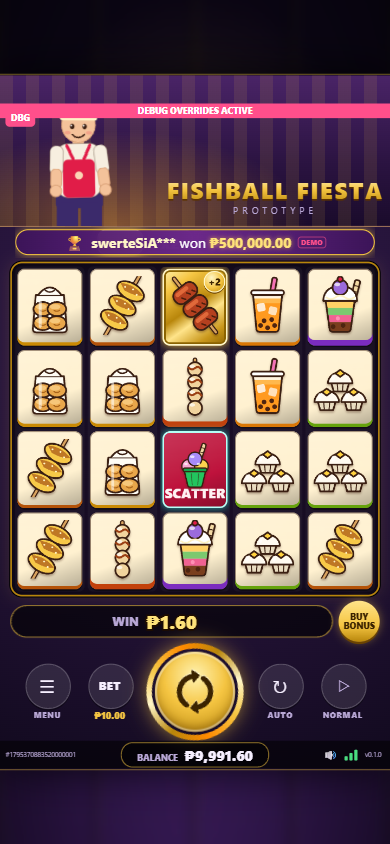 DEBUG OVERRIDES ACTIVE
DBG
FISHBALL FIESTA
PROTOTYPE
swerteSiA*** won ₱500,000.00 DEMO
+2
SCATTER
WIN ₱1.60
BUY
BONUS
BET
MENU
₱10.00
AUTO
NORMAL
#1795370883520000001
BALANCE ₱9,991.60
v0.1.0